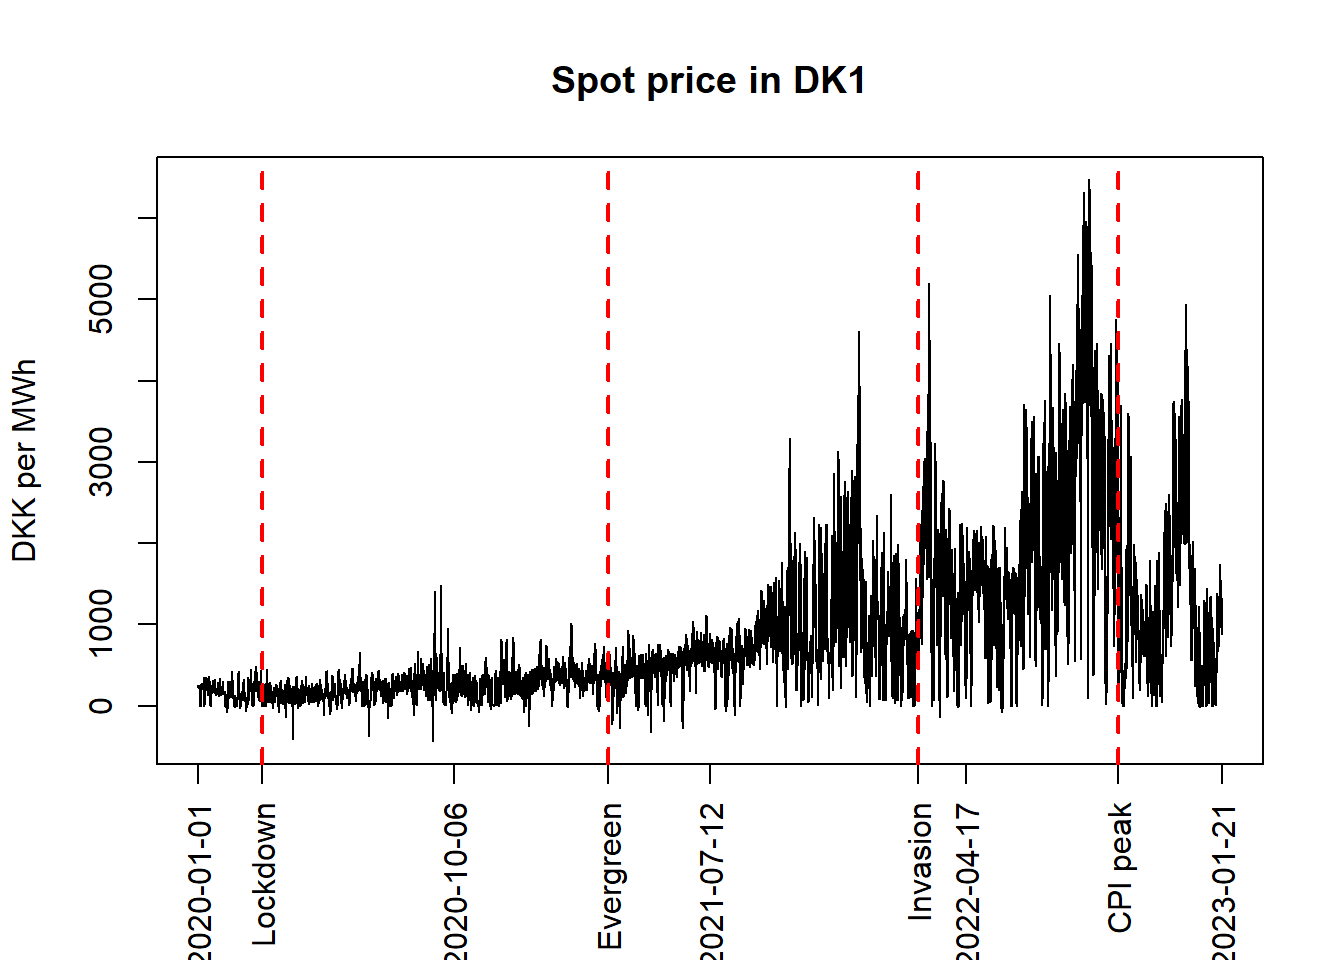 Spot price in DK1
DKK per MWh
5000
3000
1000
0
2020-01-01
Lockdown
2020-10-06
Evergreen
2021-07-12
Invasion
2022-04-17
CPI peak
2023-01-21